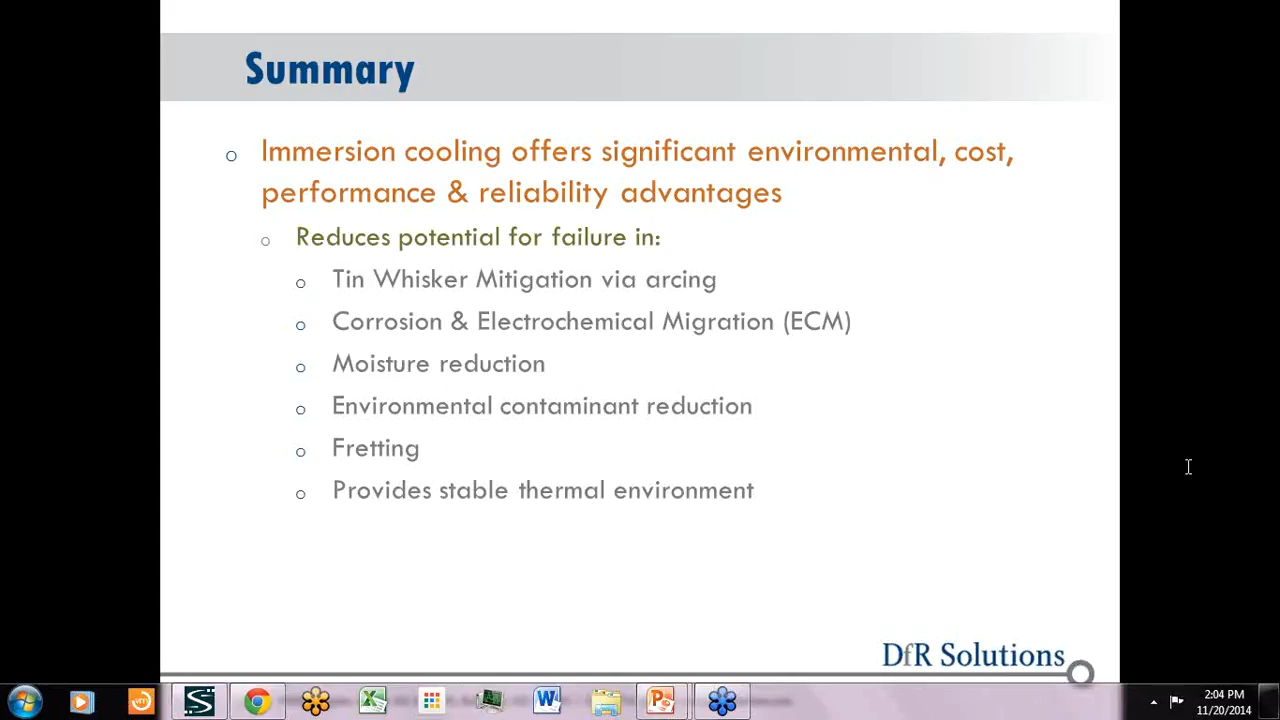 Summary
Immersion cooling offers significant environmental, cost,
performance & reliability advantages
Reduces potential for failure in:
Tin Whisker Mitigation via arcing
Corrosion & Electrochemical Migration (ECM)
Moisture reduction
Environmental contaminant reduction
Fretting
Provides stable thermal environment
DfR Solutions
2:04 PM
11/20/2014